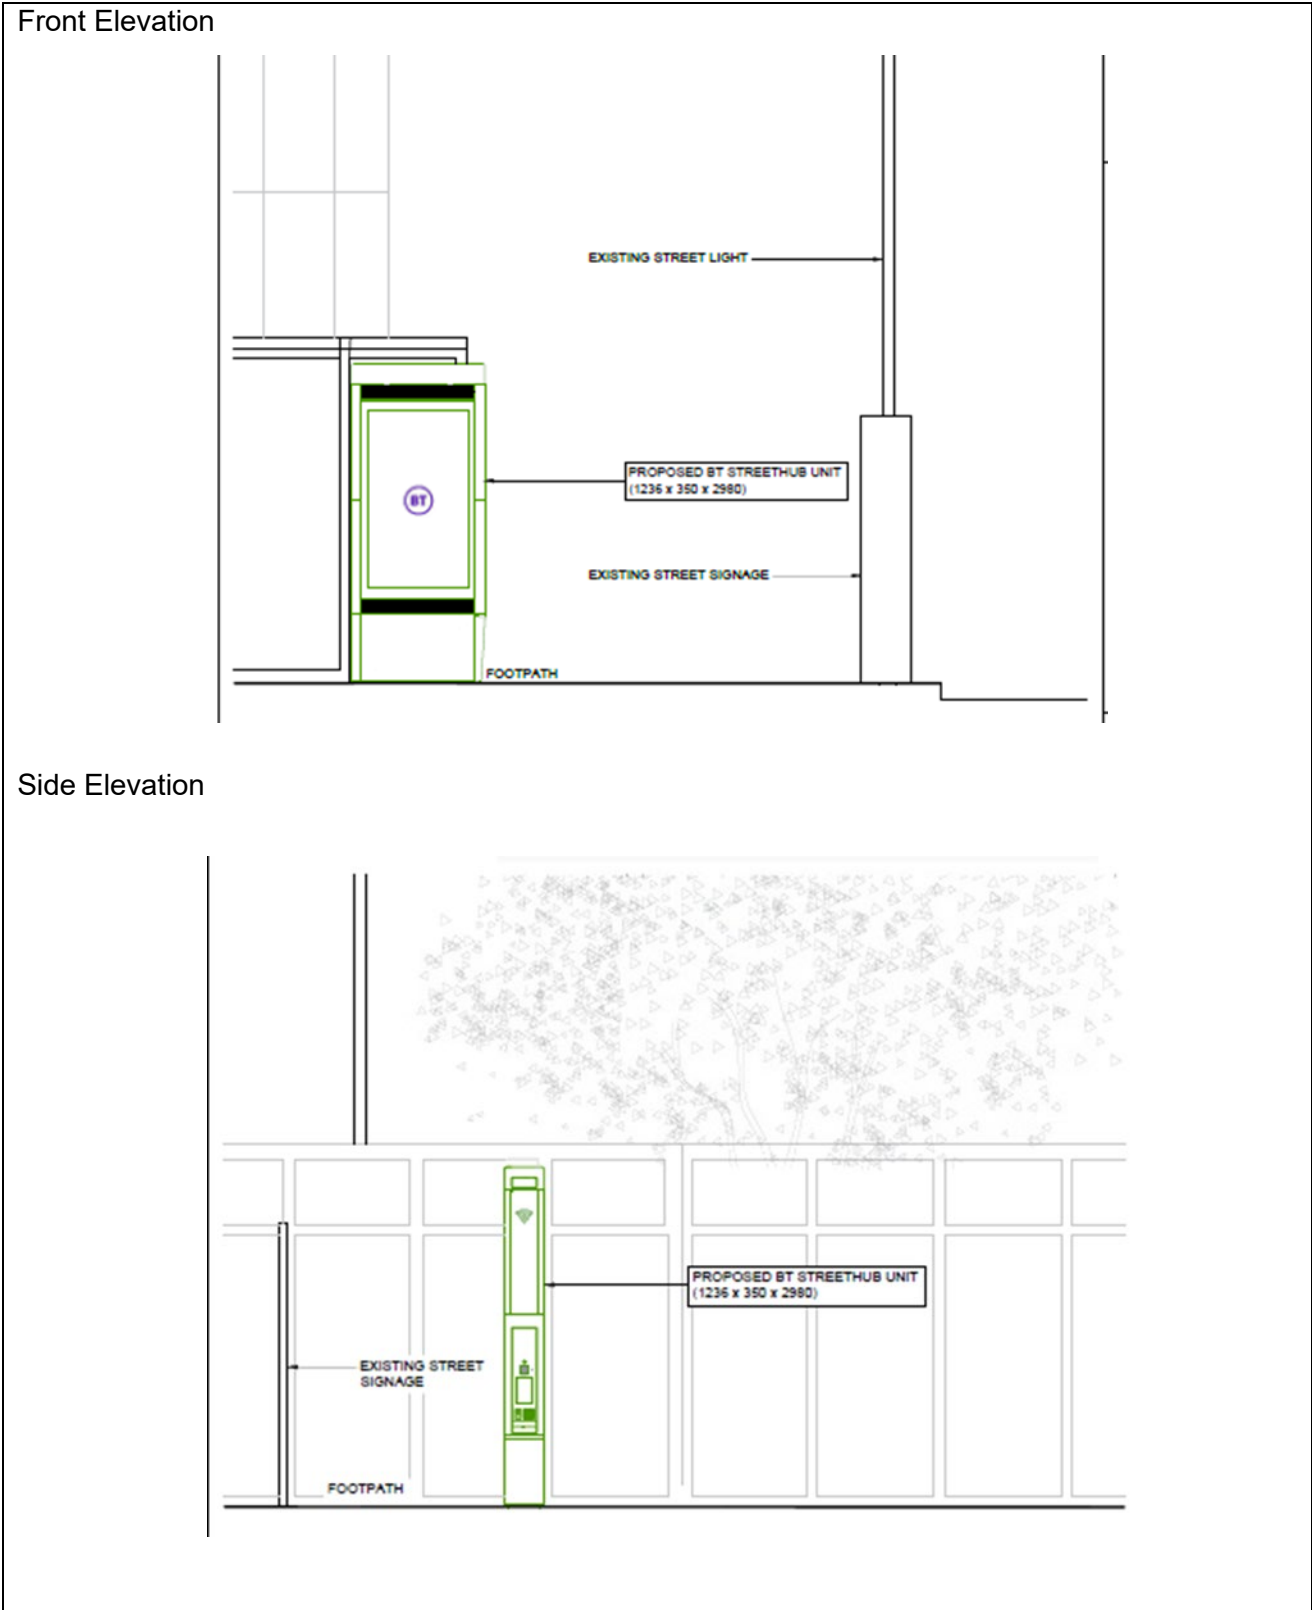 Front Elevation
EXISTING STREET LIGHT
PROPOSED BT STREETHUB UNIT
(1236 x 350 x 2980)
BT
EXISTING STREET SIGNAGE
FOOTPATH
Side Elevation
PROPOSED BT STREETHUB UNIT
(1236 x 350 x 2980)
EXISTING STREET
SIGNAGE
FOOTPATH